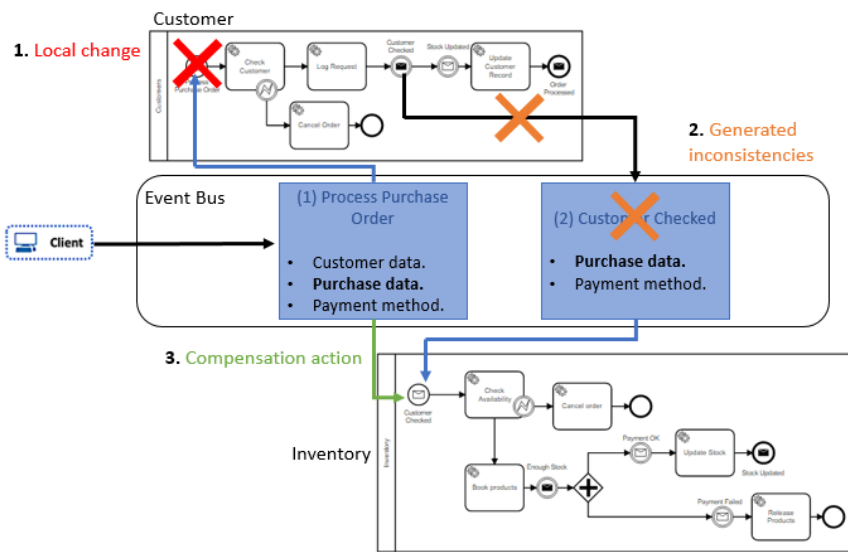 Customer
1. Local change
Customers
Process
Purchase Order
Check
Customer
Log Request
Customer
Checked
Stock Updated
Update
Customer
Record
Order
Processed
Cancel Order
2. Generated
inconsistencies
Event Bus
Client
(1) Process Purchase
Order
• Customer data.
• Purchase data.
• Payment method.
(2) Customer Checked
• Purchase data.
• Payment method.
3. Compensation action
Inventory
Inventory
Customer
Checked
Check
Availability
Cancel order
Book products
Enough Stock
Payment OK
Update Stock
Stock Updated
Payment Failed
Release
Products